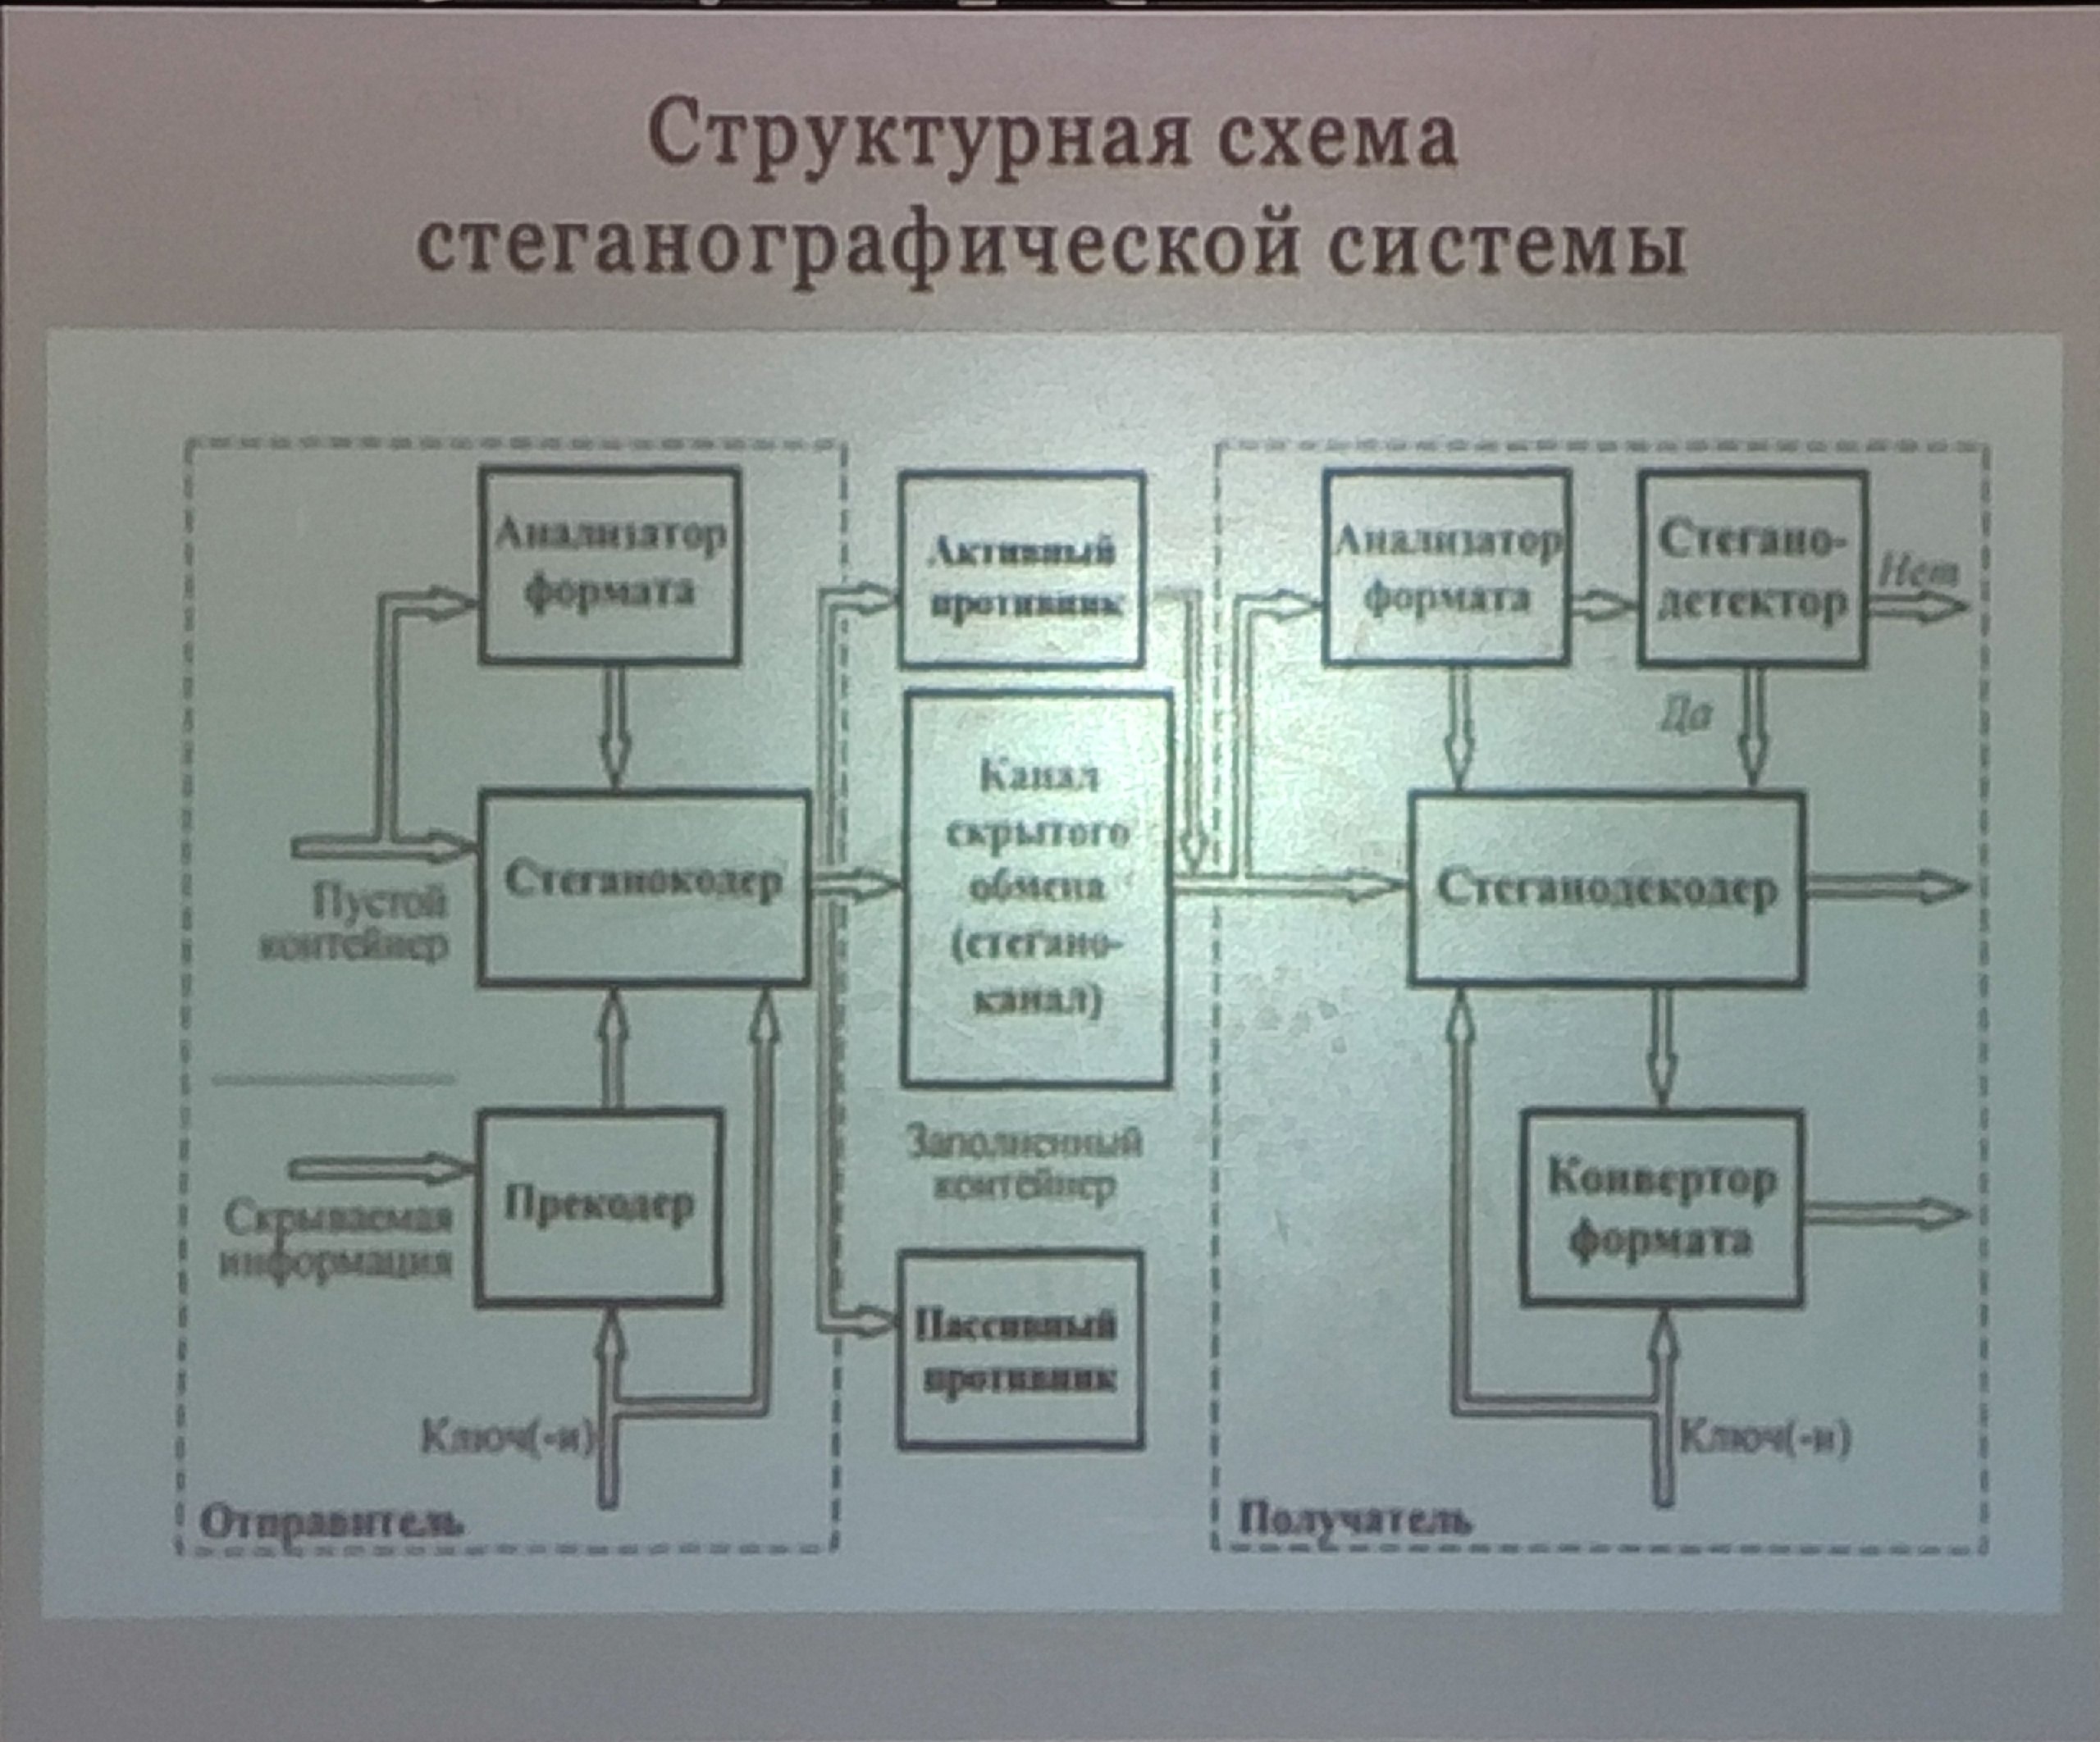 Структурная схема
стеганографической системы
Анализатор
формата
Пустой
контейнер
Стеганокодер
Скрываемая
информация
Прекодер
Ключ(-и)
Отправитель
Активный
противник
Канал
скрытого
обмена
(стегано-
канал)
Заполненный
контейнер
Пассивный
противник
Анализатор
формата
Стегано-
детектор
Нет
Да
Стеганодекодер
Конвертор
формата
Ключ(-и)
Получатель